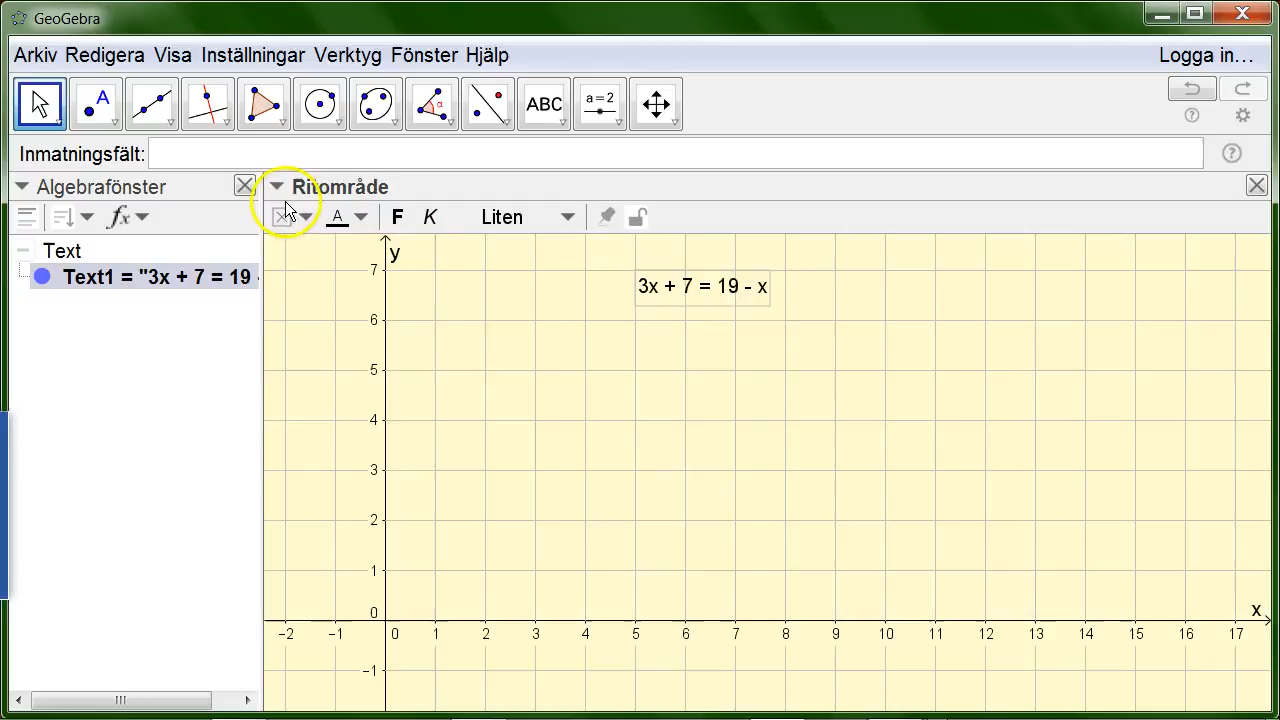 GeoGebra
Arkiv Redigera Visa Inställningar Verktyg Fönster Hjälp Logga in...
A α ABC a = 2
Inmatningsfält:
Algebrafönster Ritområde
fx A F K Liten
Text
Text1 = "3x + 7 = 19 -
y
3x + 7 = 19 - x
7
6
5
4
3
2
1
0
x
-2 -1 0 1 2 3 4 5 6 7 8 9 10 11 12 13 14 15 16 17
-1